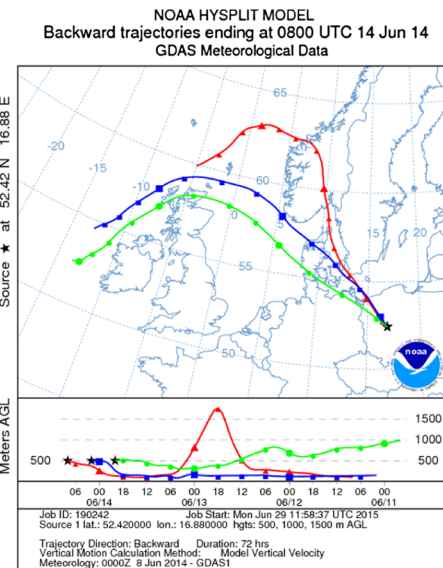 NOAA HYSPLIT MODEL
Backward trajectories ending at 0800 UTC 14 Jun 14
GDAS Meteorological Data
Source ★ at 52.42 N 16.88 E
65
-20
-15
-10
60
0
15
20
55
50
noaa
Meters AGL
500
1500
1000
500
06 00 18 12 06 00 18 12 06 00 18 12 06 00
06/14 06/13 06/12 06/11
Job ID: 190242 Job Start: Mon Jun 29 11:58:37 UTC 2015
Source 1 lat.: 52.420000 lon.: 16.880000 hgts: 500, 1000, 1500 m AGL
Trajectory Direction: Backward Duration: 72 hrs
Vertical Motion Calculation Method: Model Vertical Velocity
Meteorology: 0000Z 8 Jun 2014 - GDAS1